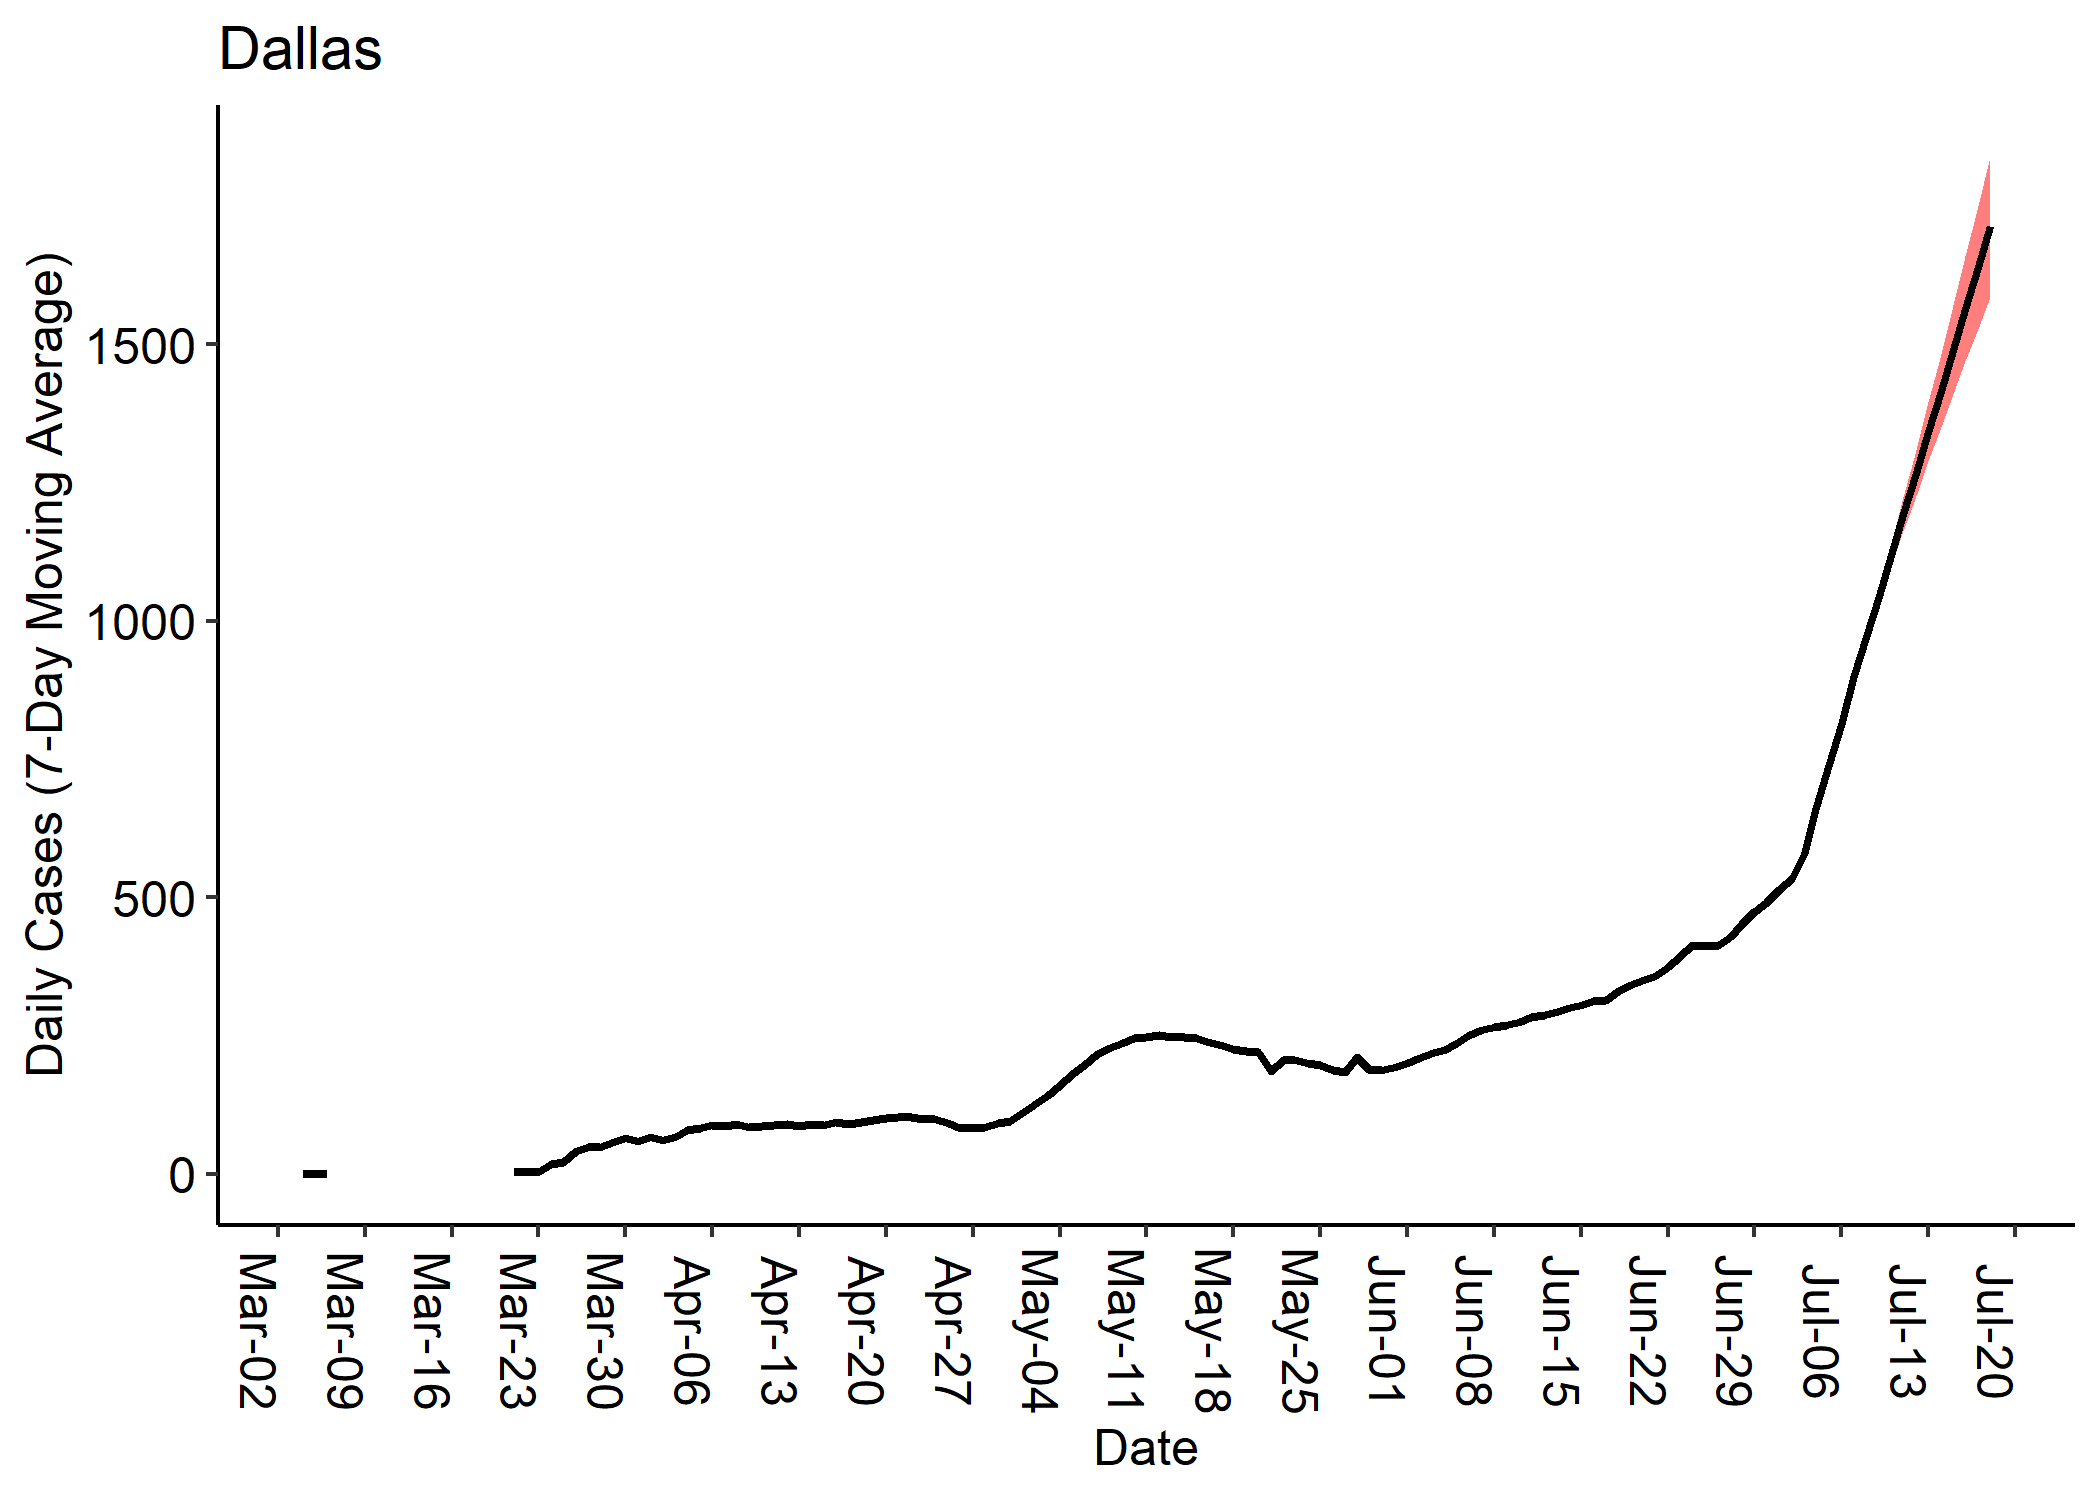 Dallas
Daily Cases (7-Day Moving Average)
1500
1000
500
0
Mar-02
Mar-09
Mar-16
Mar-23
Mar-30
Apr-06
Apr-13
Apr-20
Apr-27
May-04
May-11
May-18
May-25
Jun-01
Jun-08
Jun-15
Jun-22
Jun-29
Jul-06
Jul-13
Jul-20
Date